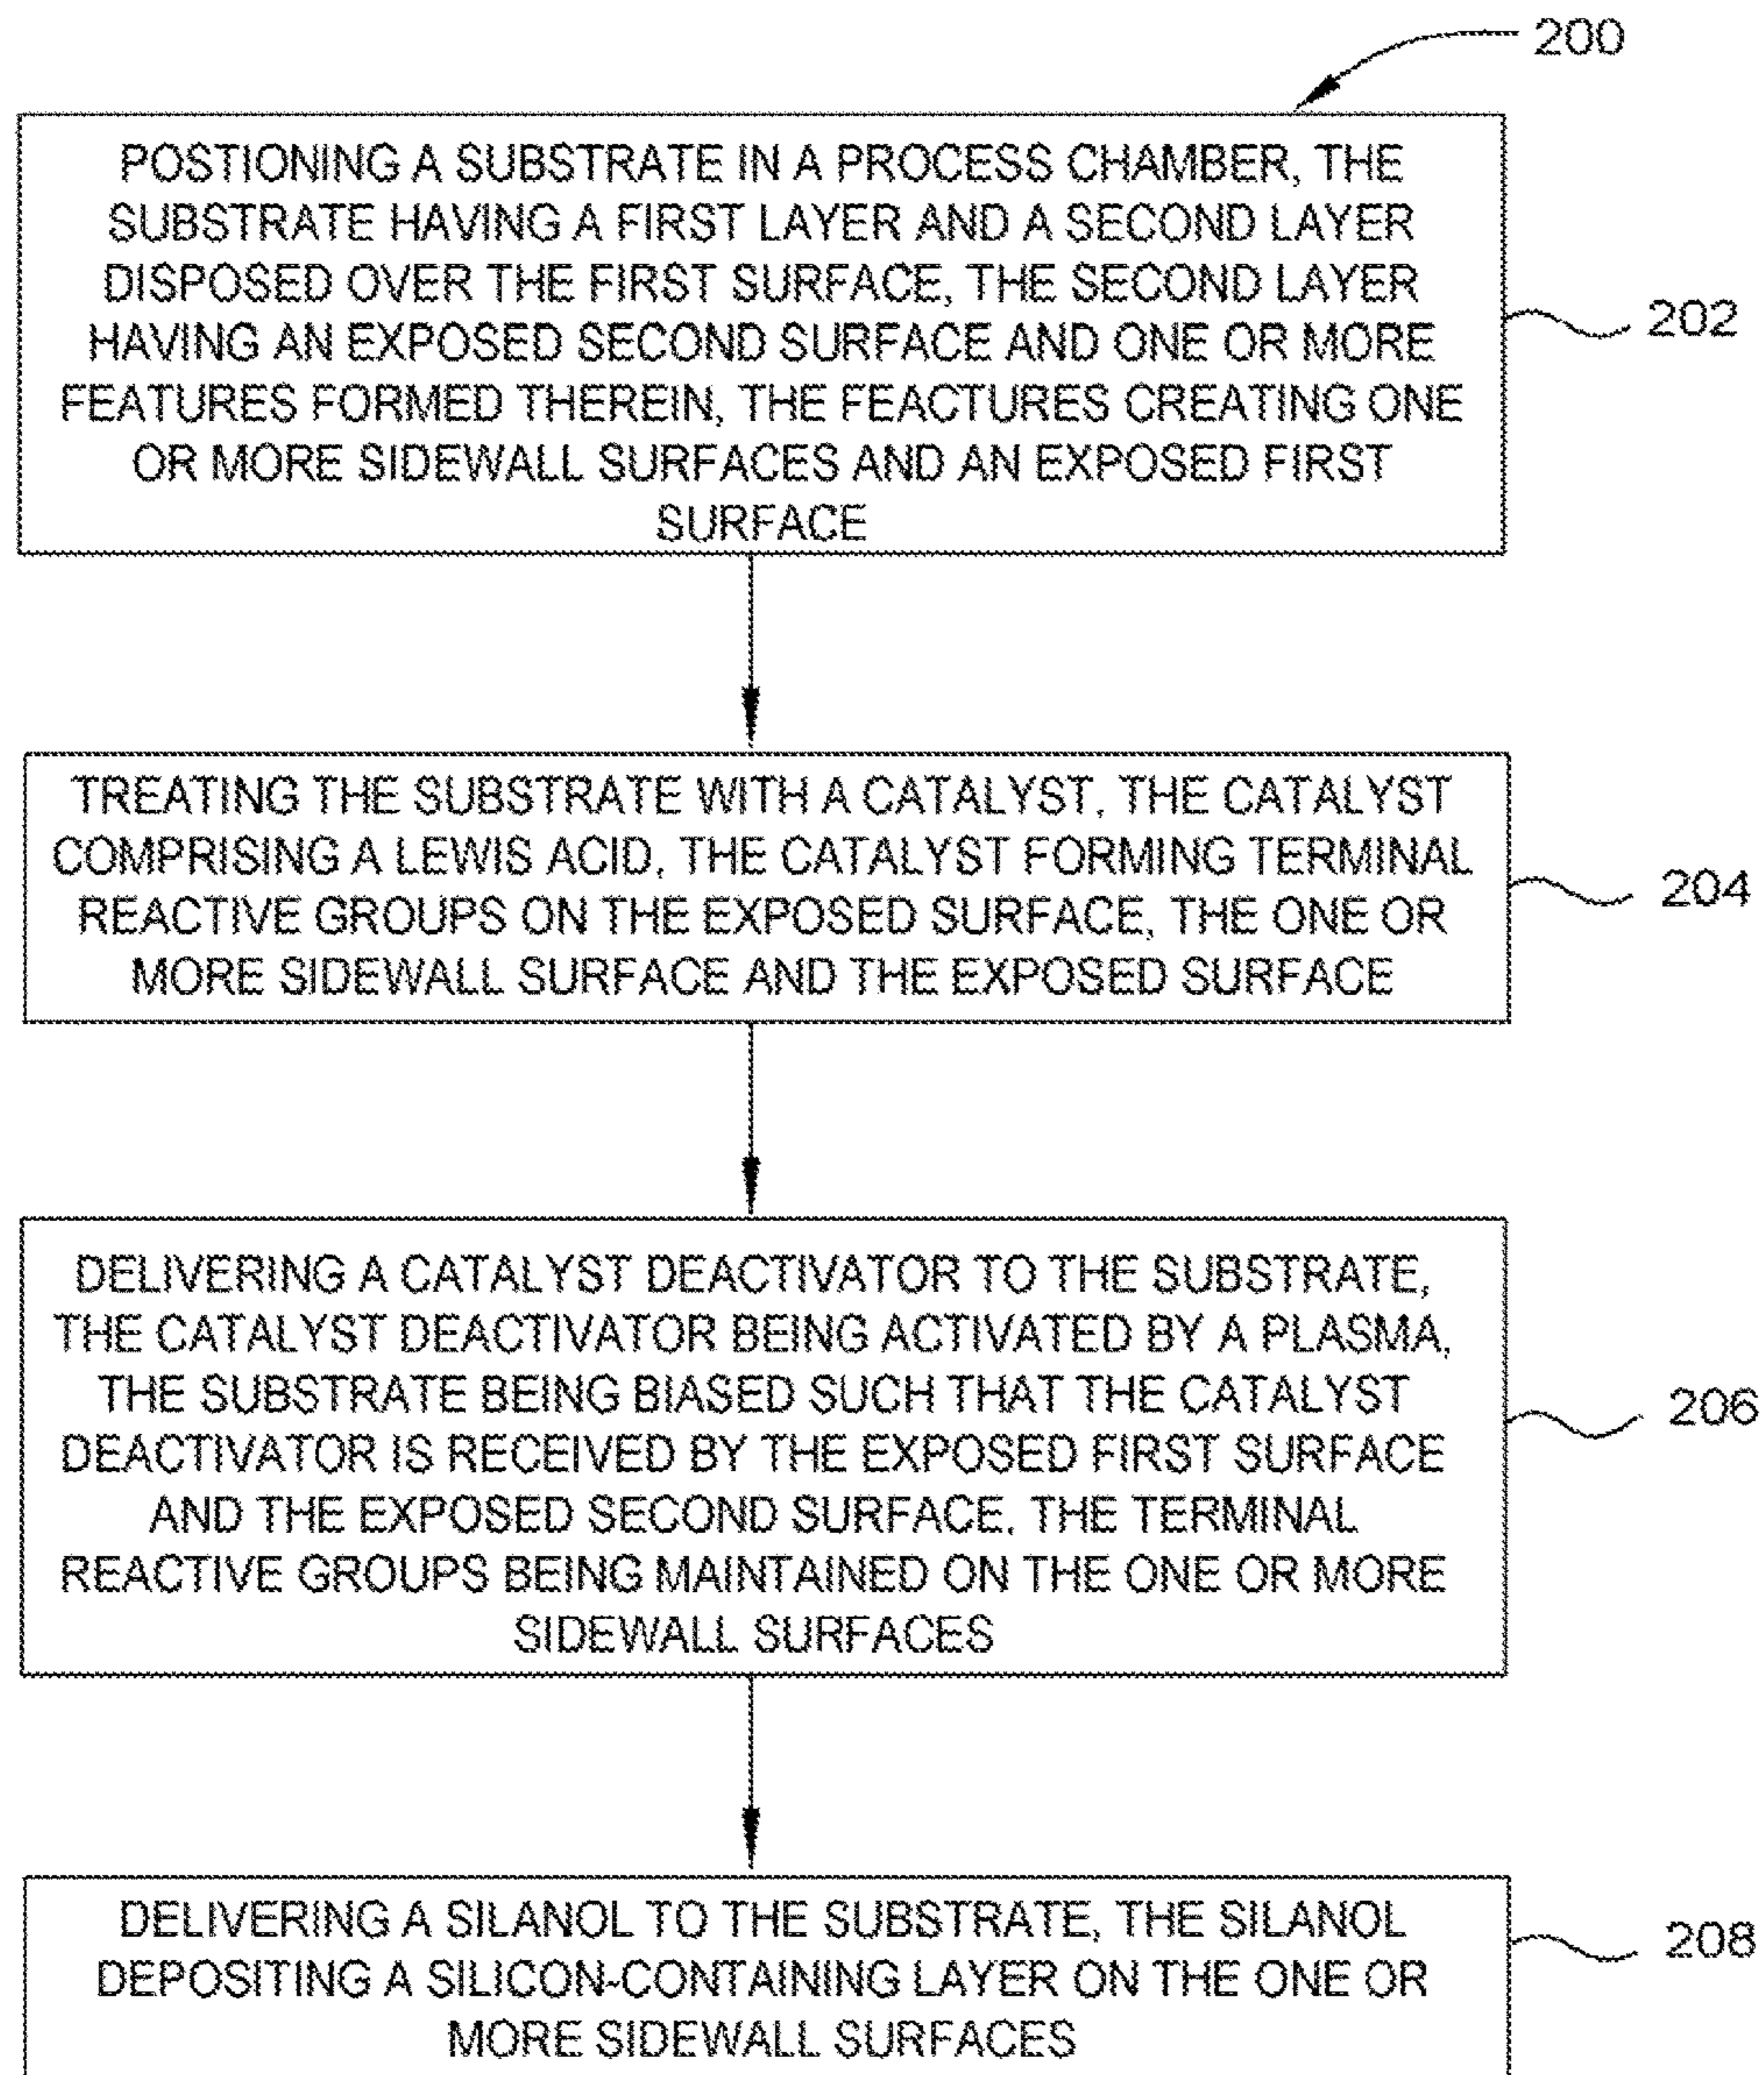 200
POSTIONING A SUBSTRATE IN A PROCESS CHAMBER, THE
SUBSTRATE HAVING A FIRST LAYER AND A SECOND LAYER
DISPOSED OVER THE FIRST SURFACE, THE SECOND LAYER
HAVING AN EXPOSED SECOND SURFACE AND ONE OR MORE
FEATURES FORMED THEREIN, THE FEACTURES CREATING ONE
OR MORE SIDEWALL SURFACES AND AN EXPOSED FIRST
SURFACE
202
TREATING THE SUBSTRATE WITH A CATALYST, THE CATALYST
COMPRISING A LEWIS ACID, THE CATALYST FORMING TERMINAL
REACTIVE GROUPS ON THE EXPOSED SURFACE, THE ONE OR
MORE SIDEWALL SURFACE AND THE EXPOSED SURFACE
204
DELIVERING A CATALYST DEACTIVATOR TO THE SUBSTRATE,
THE CATALYST DEACTIVATOR BEING ACTIVATED BY A PLASMA,
THE SUBSTRATE BEING BIASED SUCH THAT THE CATALYST
DEACTIVATOR IS RECEIVED BY THE EXPOSED FIRST SURFACE
AND THE EXPOSED SECOND SURFACE, THE TERMINAL
REACTIVE GROUPS BEING MAINTAINED ON THE ONE OR MORE
SIDEWALL SURFACES
206
DELIVERING A SILANOL TO THE SUBSTRATE, THE SILANOL
DEPOSITING A SILICON-CONTAINING LAYER ON THE ONE OR
MORE SIDEWALL SURFACES
208